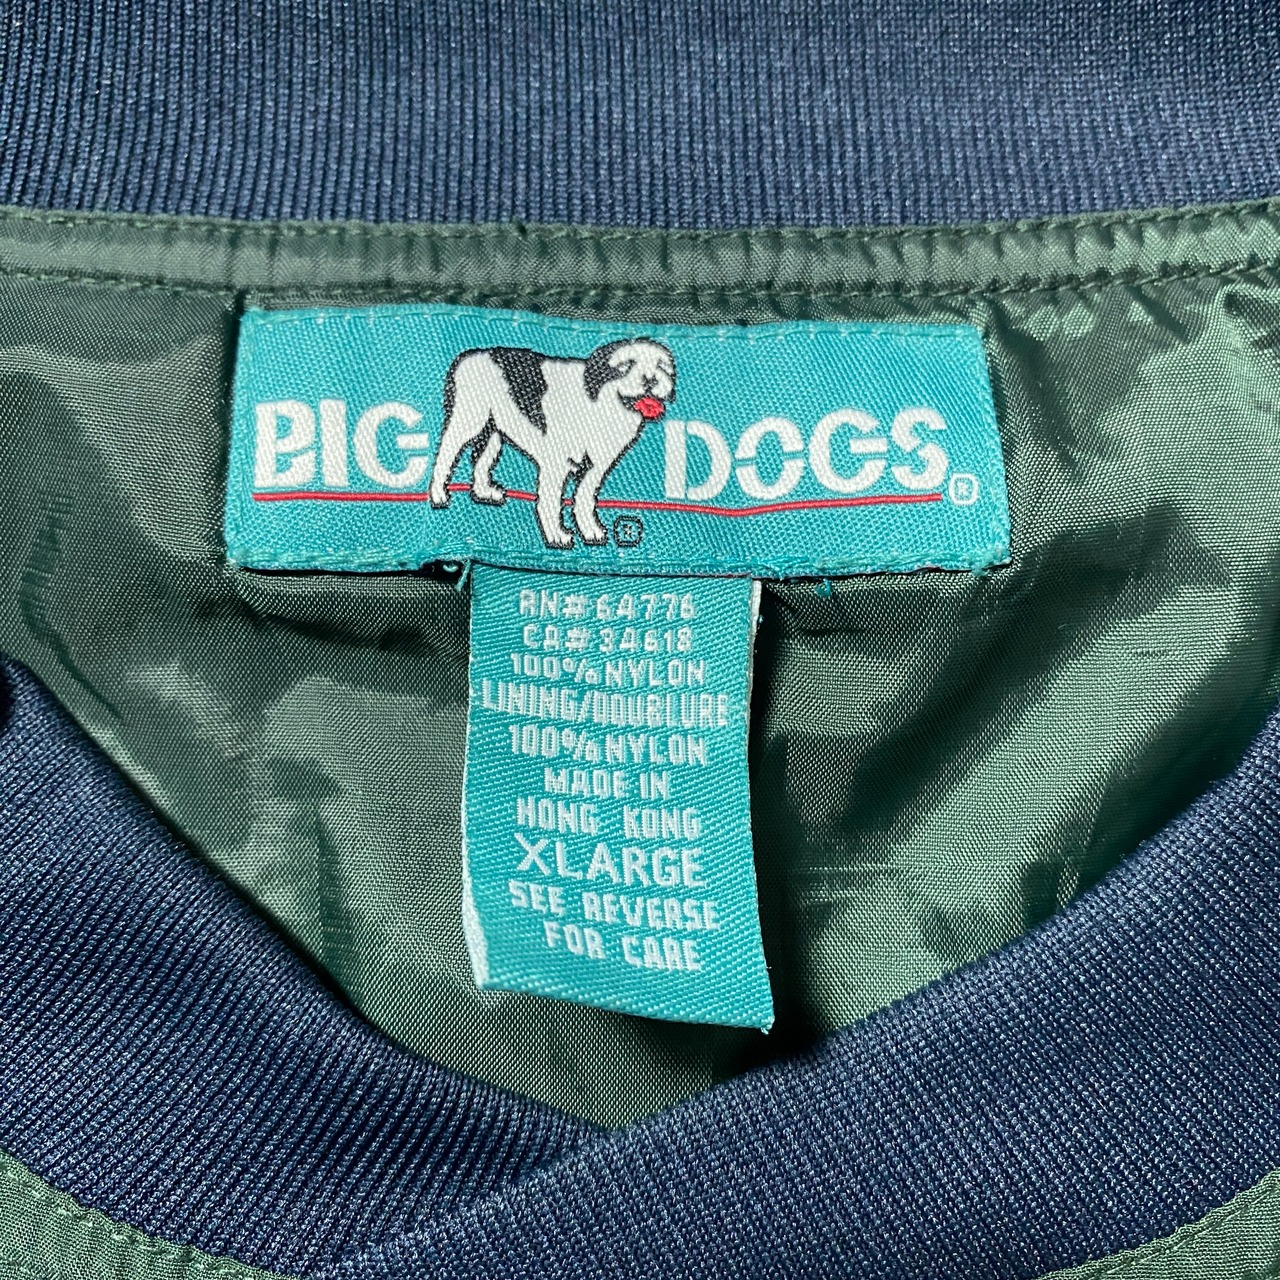 BIG DOGS®
®
RN#64776
CA#34618
100%NYLON
LINING/DOUBLURE
100%NYLON
MADE IN
HONG KONG
XLARGE
SEE REVERSE
FOR CARE